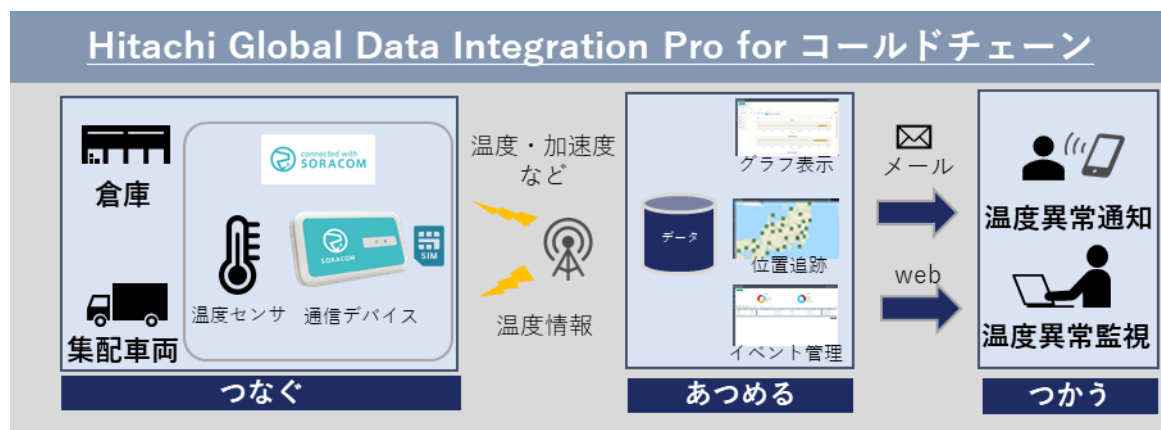 Hitachi Global Data Integration Pro for コールドチェーン
倉庫
集配車両
connected with
SORACOM
SORACOM
SIM
温度センサ
通信デバイス
つなぐ
温度・加速度
など
温度情報
データ
グラフ表示
位置追跡
イベント管理
あつめる
メール
web
温度異常通知
温度異常監視
つかう